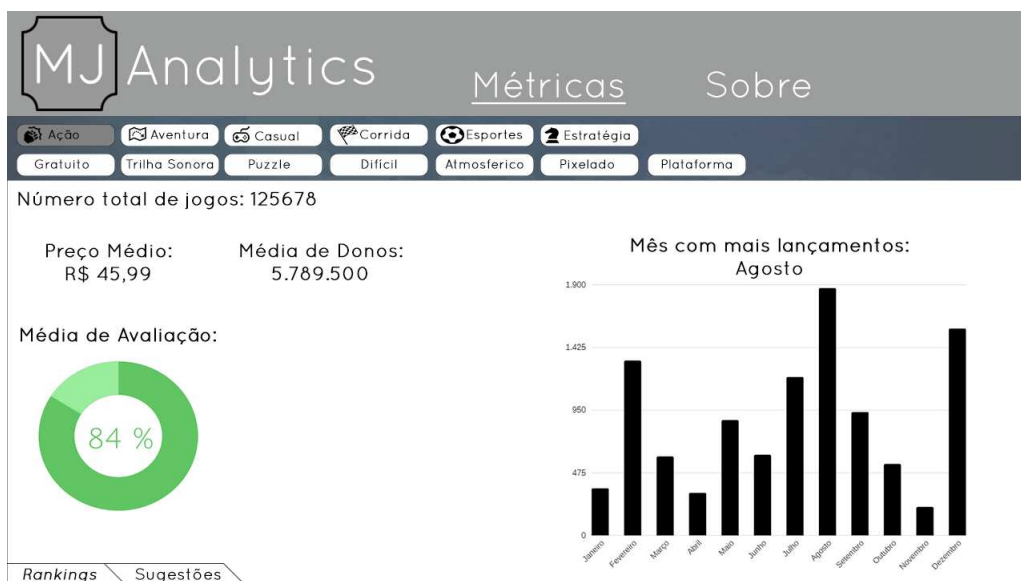 MJ Analytics
Métricas Sobre
Ação Aventura Casual Corrida Esportes Estratégia
Gratuito Trilha Sonora Puzzle Difícil Atmosferico Pixelado Plataforma
Número total de jogos: 125678
Preço Médio:
R$ 45,99
Média de Donos:
5.789.500
Média de Avaliação:
84 %
Mês com mais lançamentos:
Agosto
1.900
1.425
950
475
0
Janeiro
Fevereiro
Março
Abril
Maio
Junho
Julho
Agosto
Setembro
Outubro
Novembro
Dezembro
Rankings Sugestões